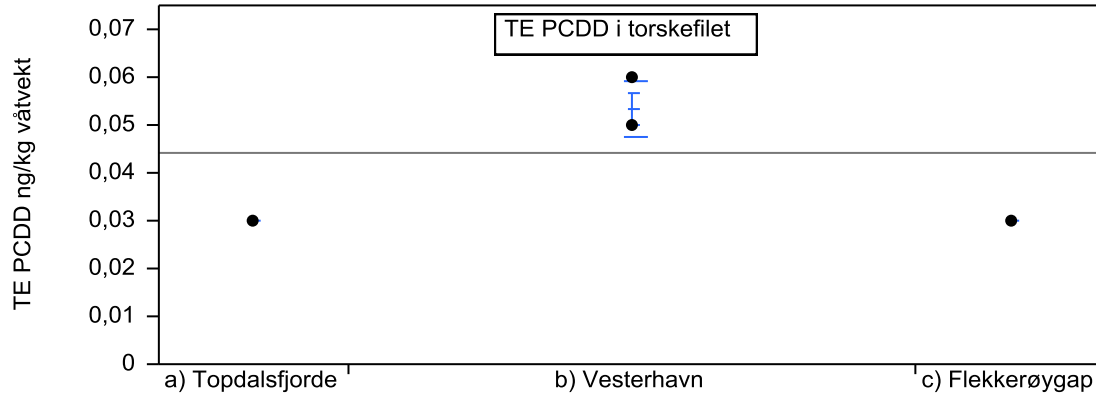 TE PCDD i torskefilet
TE PCDD ng/kg våtvekt
0,07
0,06
0,05
0,04
0,03
0,02
0,01
0
a) Topdalsfjorde
b) Vesterhavn
c) Flekkerøygap